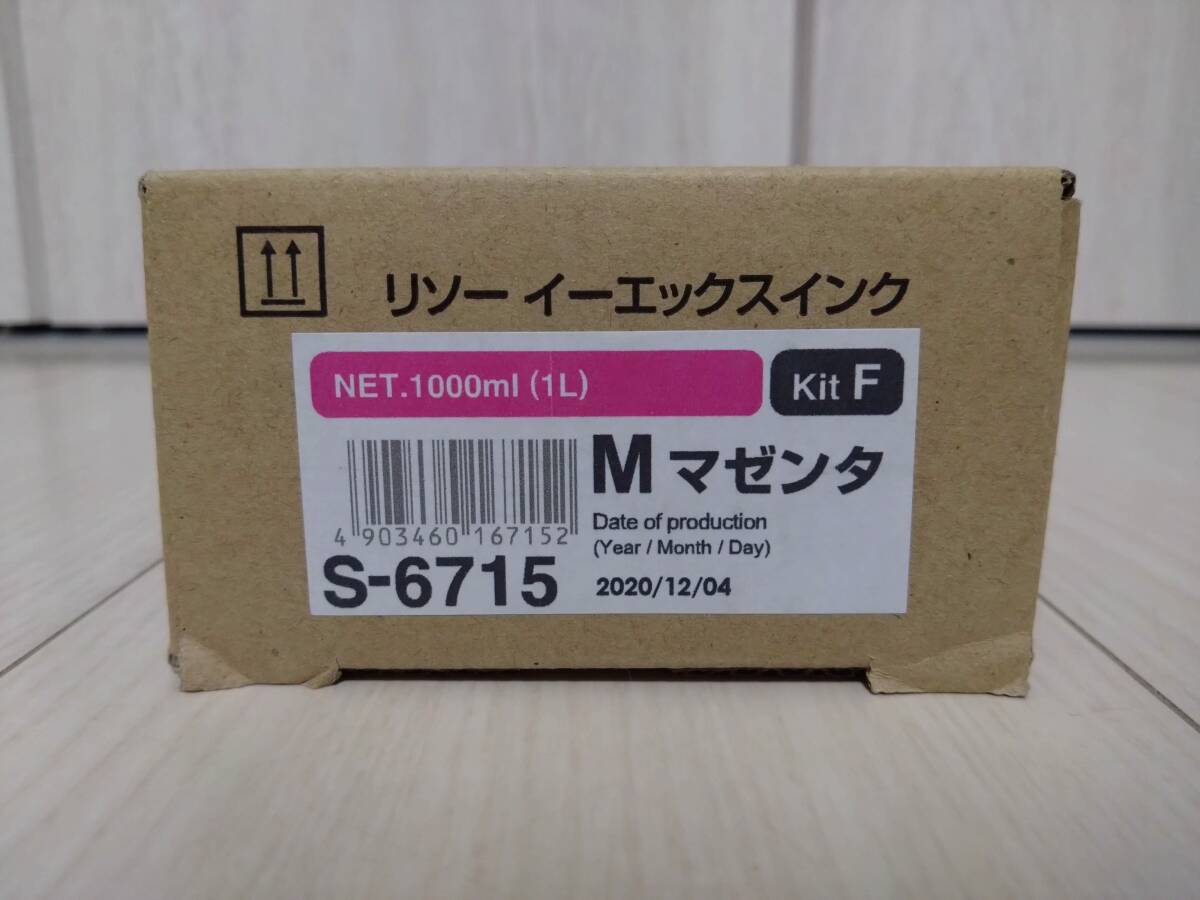 リソー イーエックスインク
NET.1000ml (1L)
Kit F
M マゼンタ
4 903460 167152
Date of production
(Year / Month / Day)
S-6715
2020/12/04